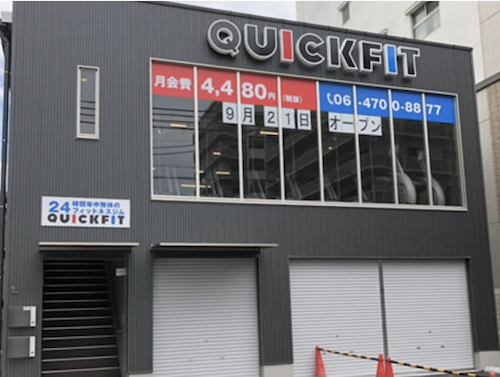 QUICKFIT
月会費 4,480円(税抜)
06-4700-8877
9月21日 オープン
24時間年中無休の
フィットネスジム
QUICKFIT